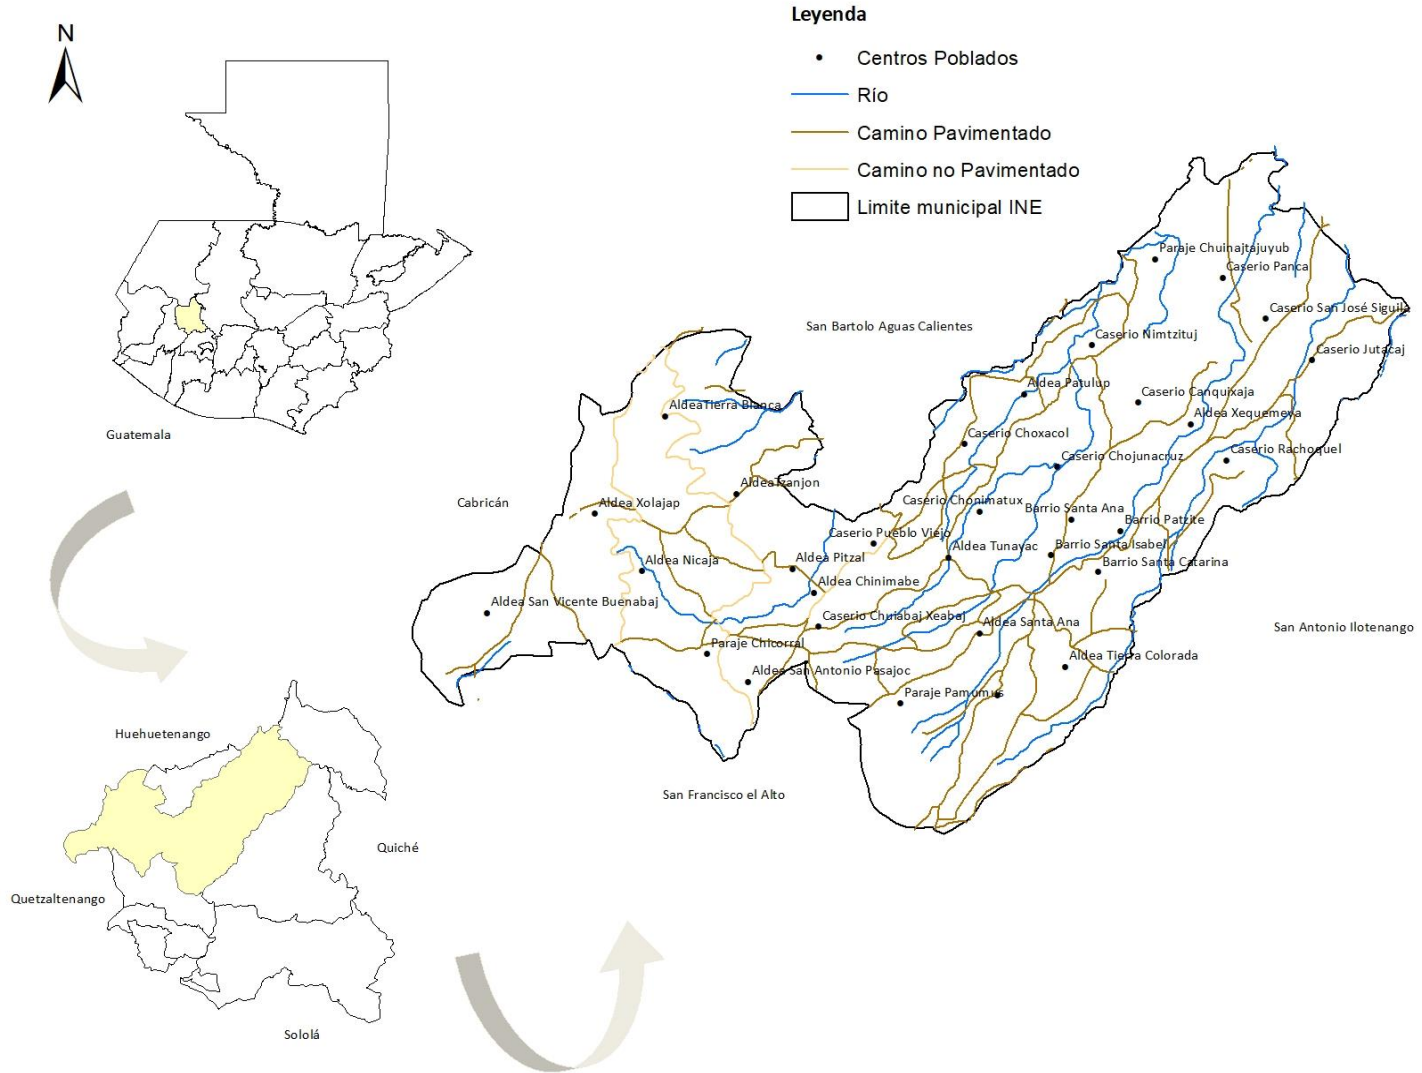 Leyenda
N
Centros Poblados
Río
Camino Pavimentado
Camino no Pavimentado
Limite municipal INE
Paraje Chuinajtajuyub
Caserio Panca
Caserio San José Siguila
San Bartolo Aguas Calientes
Caserio Nimtzituj
Caserio Jutacaj
Aldea Patulup
Caserio Canquixaja
Aldea Tierra Blanca
Aldea Xequemeya
Guatemala
Caserio Choxacol
Caserio Rachoquel
Caserio Chojunacruz
Aldea Izanjon
Cabricán
Aldea Xolajap
Caserio Chonimatux
Barrio Santa Ana
Barrio Patzite
Caserio Pueblo Viejo
Aldea Tunayac
Barrio Santa Isabel
Aldea Nicaja
Aldea Pitzal
Barrio Santa Catarina
Aldea Chinimabe
Aldea San Vicente Buenabaj
Caserio Chuiabaj Xeabaj
Aldea Santa Ana
San Antonio Ilotenango
Paraje Chicorral
Aldea Tierra Colorada
Aldea San Antonio Pasajoc
Paraje Pamumus
Huehuetenango
San Francisco el Alto
Quiché
Quetzaltenango
Sololá